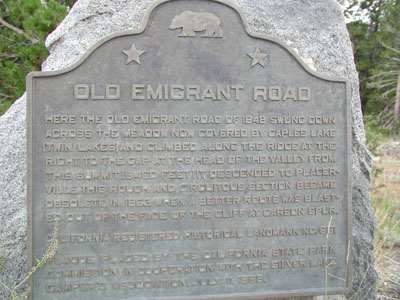 OLD EMIGRANT ROAD
HERE THE OLD EMIGRANT ROAD OF 1848 SWUNG DOWN
ACROSS THE MEADOW NOW COVERED BY CAPLES LAKE
(TWIN LAKES) AND CLIMBED ALONG THE RIDGE AT THE
RIGHT TO THE GAP AT THE HEAD OF THE VALLEY. FROM
THIS SUMMIT FEET) IT DESCENDED TO PLACER-
VILLE. THIS ROUGH AND CIRCUITOUS SECTION BECAME
OBSOLETE IN 1863 WHEN A BETTER ROUTE WAS BLAST-
ED OUT OF THE FACE OF THE CLIFF AT CARSON SPUR.
CALIFORNIA REGISTERED HISTORICAL LANDMARK NO. 661
PLAQUE PLACED BY THE CALIFORNIA STATE PARK
COMMISSION IN COOPERATION WITH THE SILVER LAKE
CAMPER'S ASSOCIATION, JULY